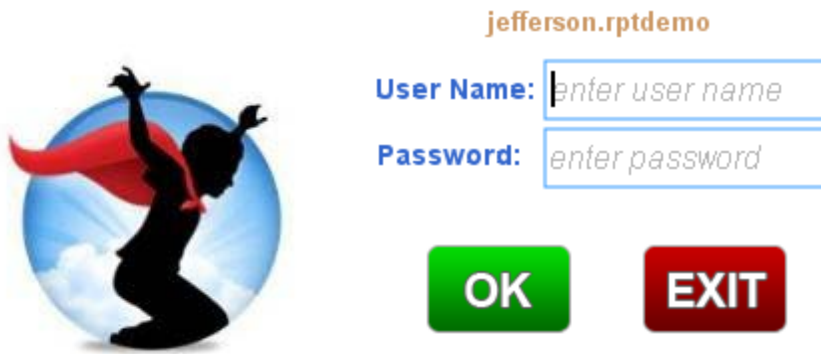 jefferson.rptdemo
User Name: enter user name
Password: enter password
OK EXIT